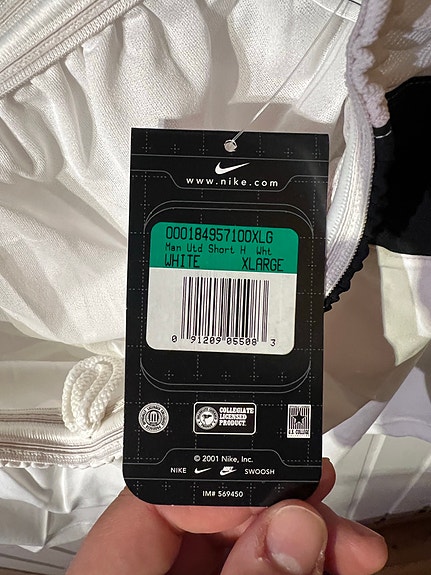 www.nike.com
000184957100XLG
Man Utd Short H Wht
WHITE XLARGE
0 91209 05508 3
COLLEGIATE
LICENSED
PRODUCT.
U.S. COLLEGE
© 2001 Nike, Inc.
NIKE SWOOSH
IM# 569450